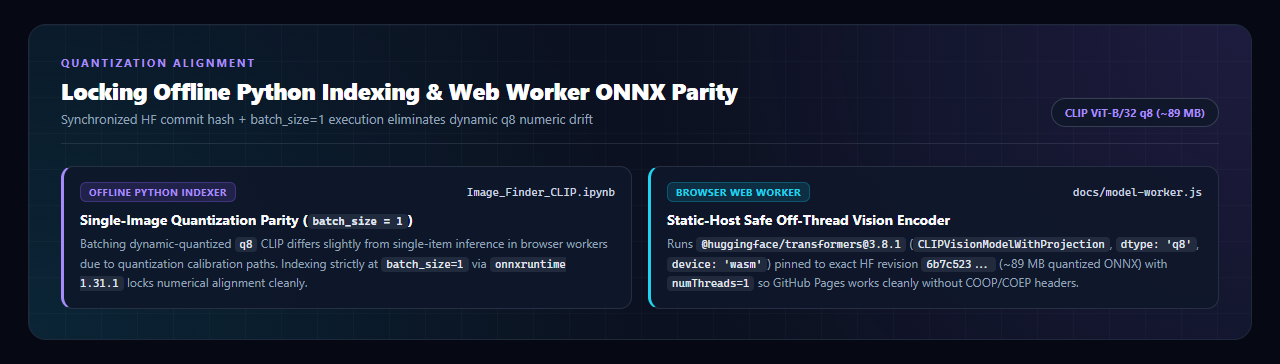 QUANTIZATION ALIGNMENT
Locking Offline Python Indexing & Web Worker ONNX Parity
Synchronized HF commit hash + batch_size=1 execution eliminates dynamic q8 numeric drift
CLIP ViT-B/32 q8 (~89 MB)
OFFLINE PYTHON INDEXER
Image_Finder_CLIP.ipynb
Single-Image Quantization Parity ( batch_size = 1 )
Batching dynamic-quantized q8 CLIP differs slightly from single-item inference in browser workers
due to quantization calibration paths. Indexing strictly at batch_size=1 via onnxruntime
1.31.1 locks numerical alignment cleanly.
BROWSER WEB WORKER
docs/model-worker.js
Static-Host Safe Off-Thread Vision Encoder
Runs @huggingface/transformers@3.8.1 ( CLIPVisionModelWithProjection , dtype: 'q8' ,
device: 'wasm' ) pinned to exact HF revision 6b7c523... (~89 MB quantized ONNX) with
numThreads=1 so GitHub Pages works cleanly without COOP/COEP headers.